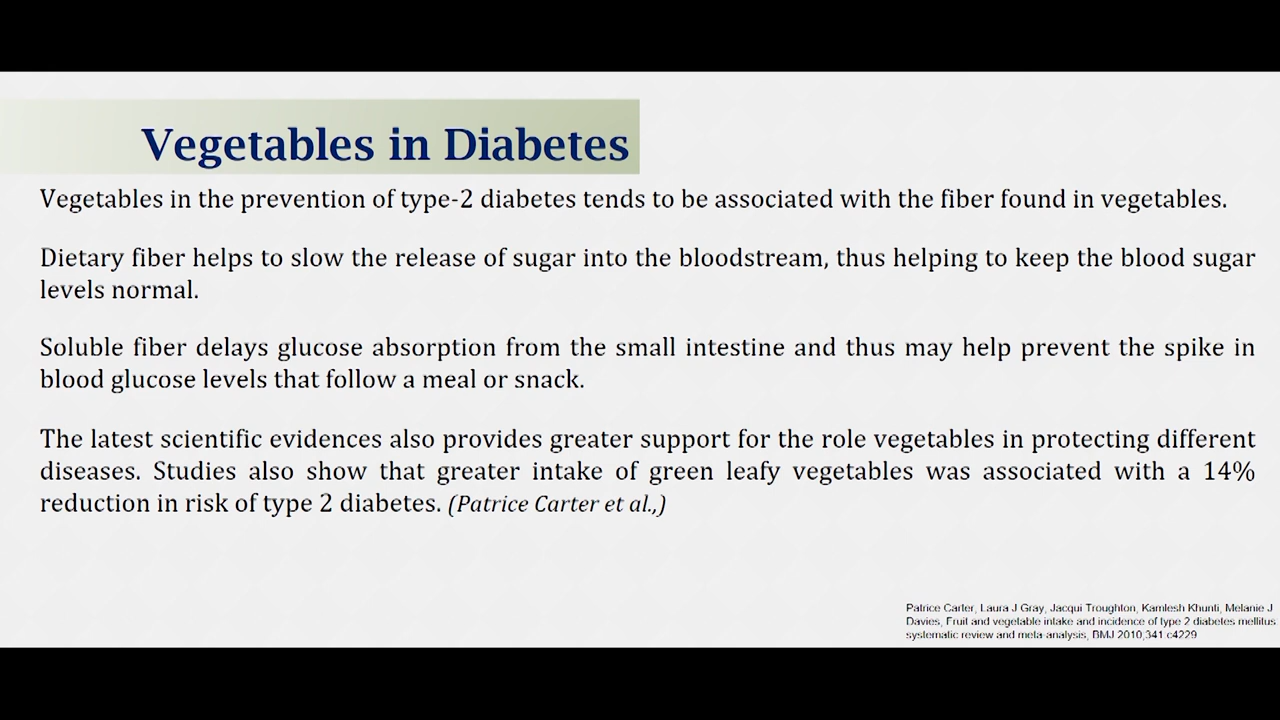 Vegetables in Diabetes
Vegetables in the prevention of type-2 diabetes tends to be associated with the fiber found in vegetables.
Dietary fiber helps to slow the release of sugar into the bloodstream, thus helping to keep the blood sugar
levels normal.
Soluble fiber delays glucose absorption from the small intestine and thus may help prevent the spike in
blood glucose levels that follow a meal or snack.
The latest scientific evidences also provides greater support for the role vegetables in protecting different
diseases. Studies also show that greater intake of green leafy vegetables was associated with a 14%
reduction in risk of type 2 diabetes. (Patrice Carter et al.,)
Patrice Carter, Laura J Gray, Jacqui Troughton, Kamlesh Khunti, Melanie J
Davies, Fruit and vegetable intake and incidence of type 2 diabetes mellitus
systematic review and meta-analysis, BMJ 2010;341 c4229